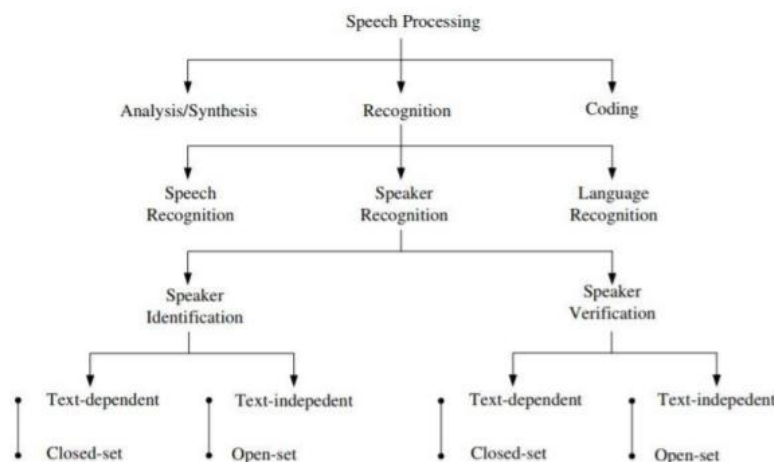 Speech Processing
Analysis/Synthesis Recognition Coding
Speech Speaker Language
Recognition Recognition Recognition
Speaker Speaker
Identification Verification
Text-dependent Text-indepedent Text-dependent Text-indepedent
Closed-set Open-set Closed-set Open-set